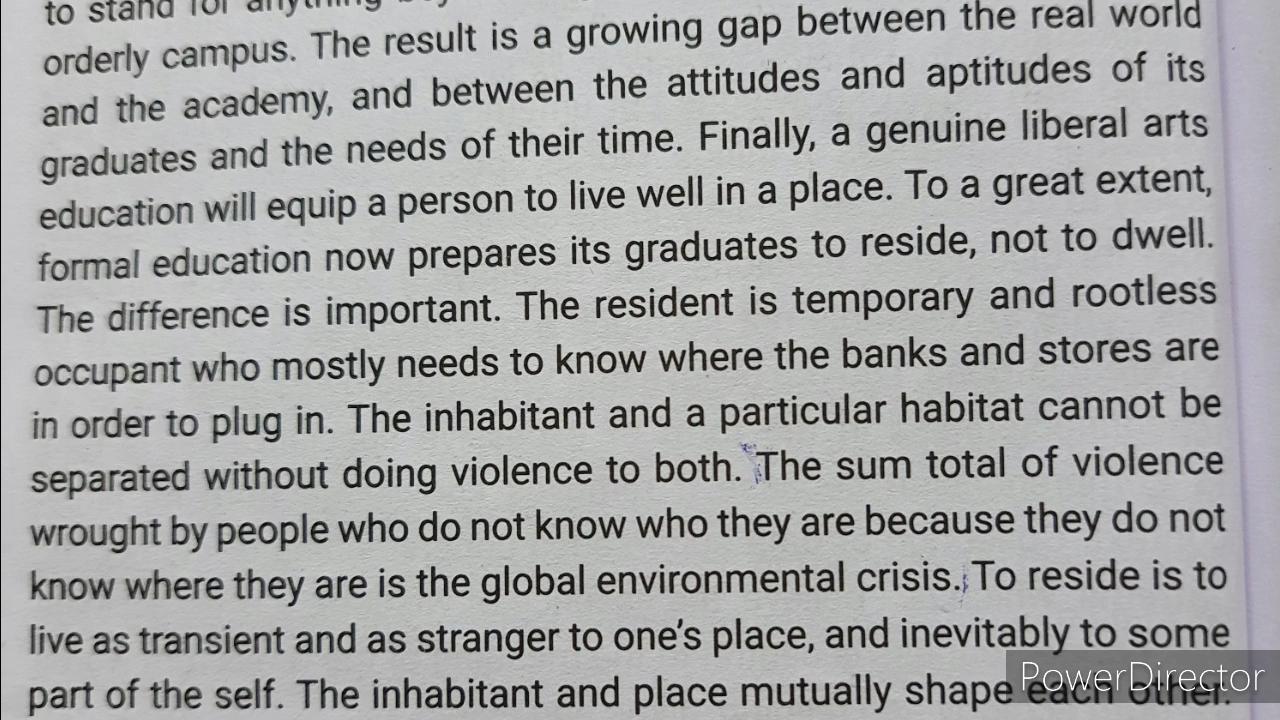 to stand for anything
orderly campus. The result is a growing gap between the real world
and the academy, and between the attitudes and aptitudes of its
graduates and the needs of their time. Finally, a genuine liberal arts
education will equip a person to live well in a place. To a great extent,
formal education now prepares its graduates to reside, not to dwell.
The difference is important. The resident is temporary and rootless
occupant who mostly needs to know where the banks and stores are
in order to plug in. The inhabitant and a particular habitat cannot be
separated without doing violence to both. The sum total of violence
wrought by people who do not know who they are because they do not
know where they are is the global environmental crisis. To reside is to
live as transient and as stranger to one's place, and inevitably to some
part of the self. The inhabitant and place mutually shape each other.
PowerDirector